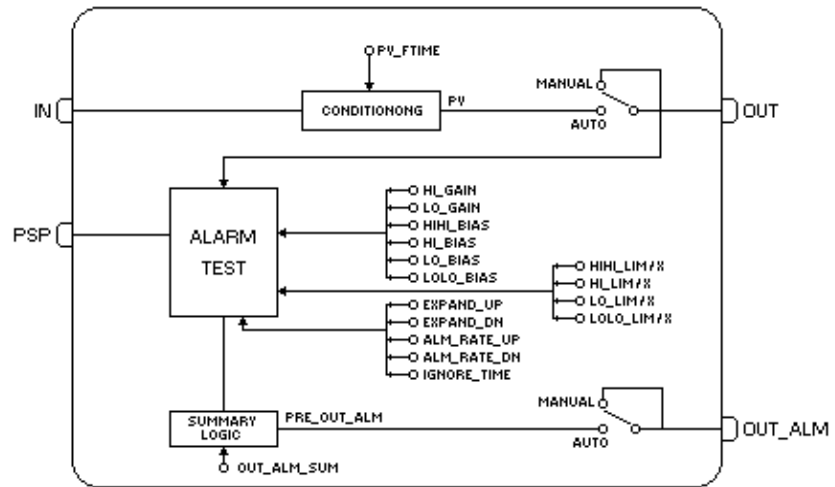 PV_FTIME
MANUAL
IN
CONDITIONONG
PV
AUTO
OUT
PSP
ALARM
TEST
HI_GAIN
LO_GAIN
HIHI_BIAS
HI_BIAS
LO_BIAS
LOLO_BIAS
HIHI_LIM/X
HI_LIM/X
LO_LIM/X
LOLO_LIM/X
EXPAND_UP
EXPAND_DN
ALM_RATE_UP
ALM_RATE_DN
IGNORE_TIME
SUMMARY
LOGIC
PRE_OUT_ALM
MANUAL
AUTO
OUT_ALM
OUT_ALM_SUM